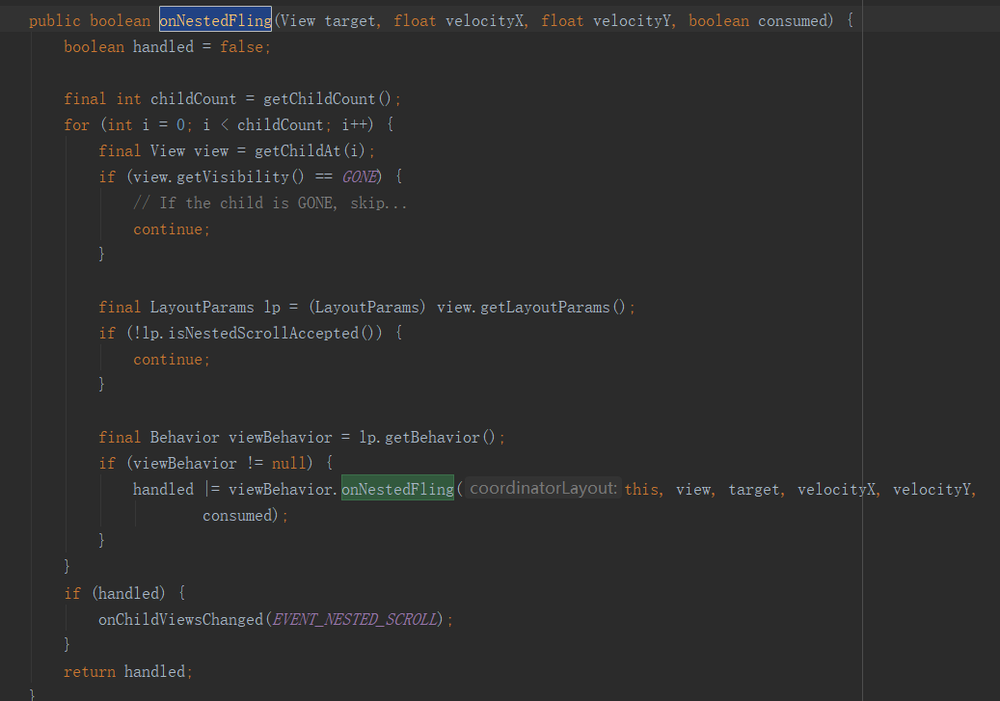 public boolean onNestedFling(View target, float velocityX, float velocityY, boolean consumed) {
boolean handled = false;
final int childCount = getChildCount();
for (int i = 0; i < childCount; i++) {
final View view = getChildAt(i);
if (view.getVisibility() == GONE) {
// If the child is GONE, skip...
continue;
}
final LayoutParams lp = (LayoutParams) view.getLayoutParams();
if (!lp.isNestedScrollAccepted()) {
continue;
}
final Behavior viewBehavior = lp.getBehavior();
if (viewBehavior != null) {
handled |= viewBehavior.onNestedFling( coordinatorLayout: this, view, target, velocityX, velocityY,
consumed);
}
}
if (handled) {
onChildViewsChanged(EVENT_NESTED_SCROLL);
}
return handled;
}